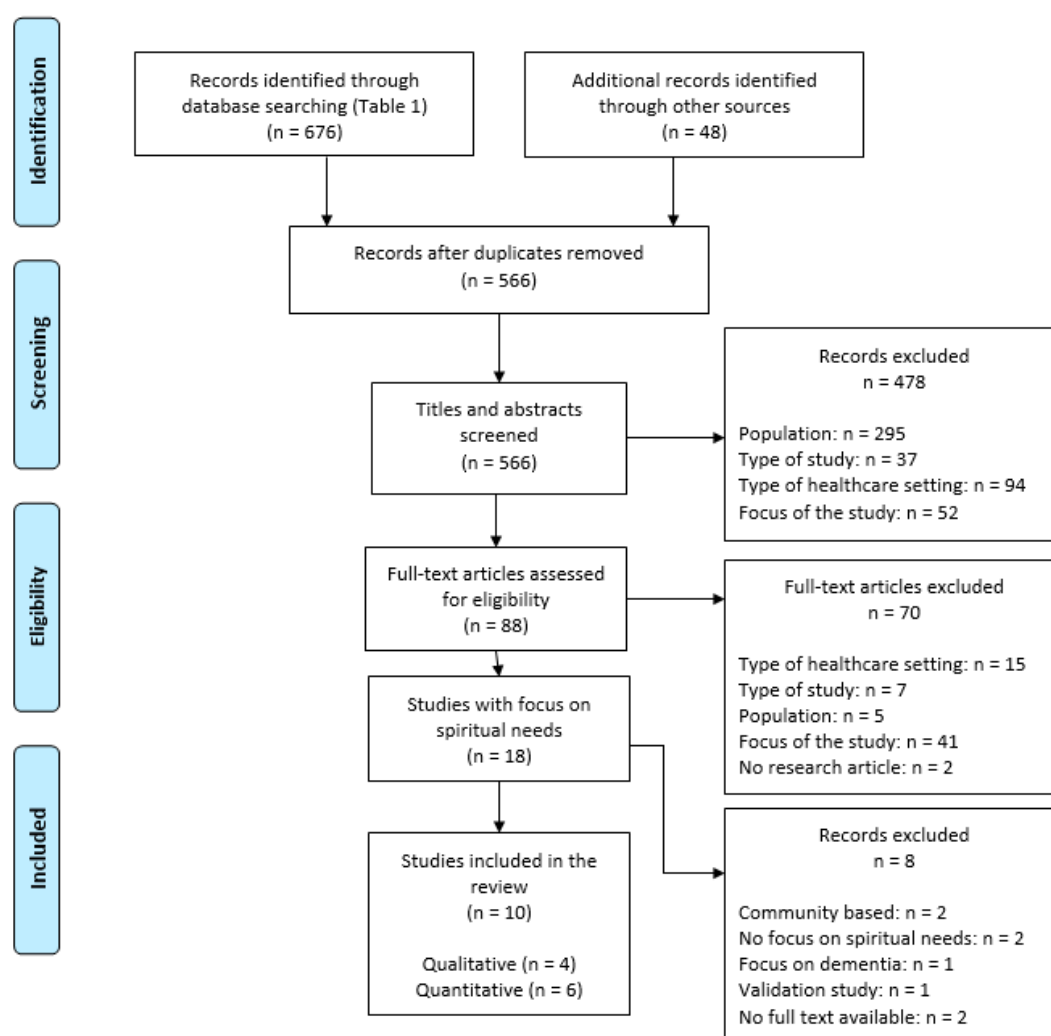 Identification
Records identified through
database searching (Table 1)
(n = 676)
Additional records identified
through other sources
(n = 48)
Records after duplicates removed
(n = 566)
Screening
Titles and abstracts
screened
(n = 566)
Records excluded
n = 478
Population: n = 295
Type of study: n = 37
Type of healthcare setting: n = 94
Focus of the study: n = 52
Eligibility
Full-text articles assessed
for eligibility
(n = 88)
Full-text articles excluded
n = 70
Type of healthcare setting: n = 15
Type of study: n = 7
Population: n = 5
Focus of the study: n = 41
No research article: n = 2
Studies with focus on
spiritual needs
(n = 18)
Included
Studies included in the
review
(n = 10)
Qualitative (n = 4)
Quantitative (n = 6)
Records excluded
n = 8
Community based: n = 2
No focus on spiritual needs: n = 2
Focus on dementia: n = 1
Validation study: n = 1
No full text available: n = 2